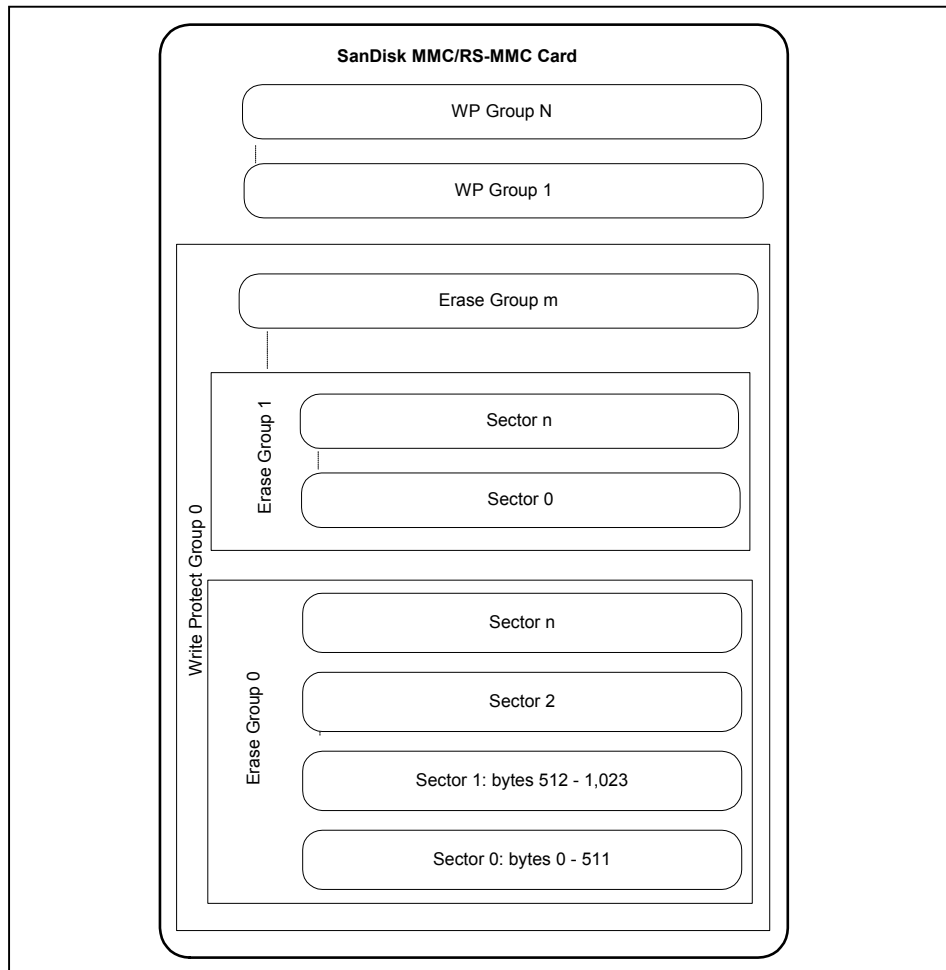 SanDisk MMC/RS-MMC Card
WP Group N
WP Group 1
Write Protect Group 0
Erase Group m
Erase Group 1
Sector n
Sector 0
Erase Group 0
Sector n
Sector 2
Sector 1: bytes 512 - 1,023
Sector 0: bytes 0 - 511